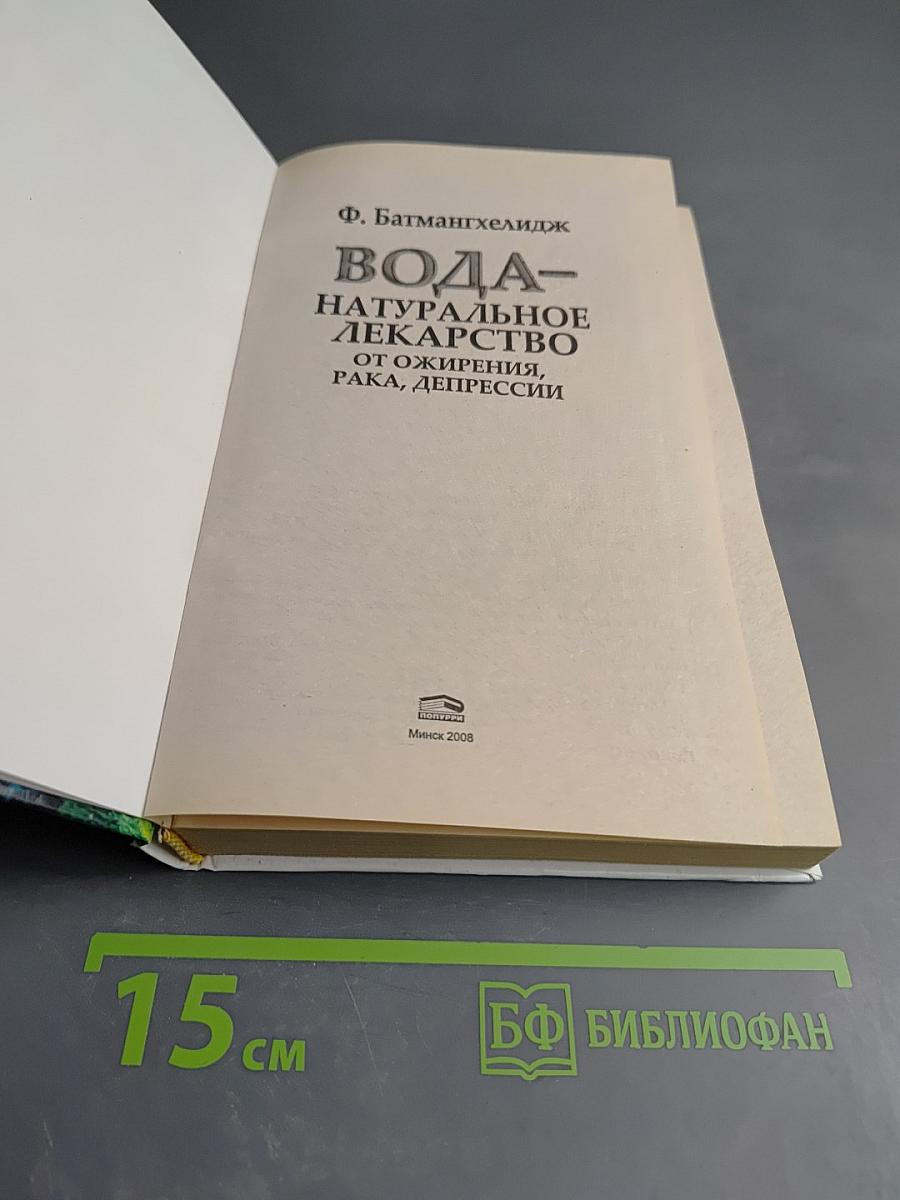 Ф. Батмангхелидж
ВОДА–
НАТУРАЛЬНОЕ
ЛЕКАРСТВО
ОТ ОЖИРЕНИЯ,
РАКА, ДЕПРЕССИИ
ПОПУРРИ
Минск 2008
15 см
БФ БИБЛИОФАН